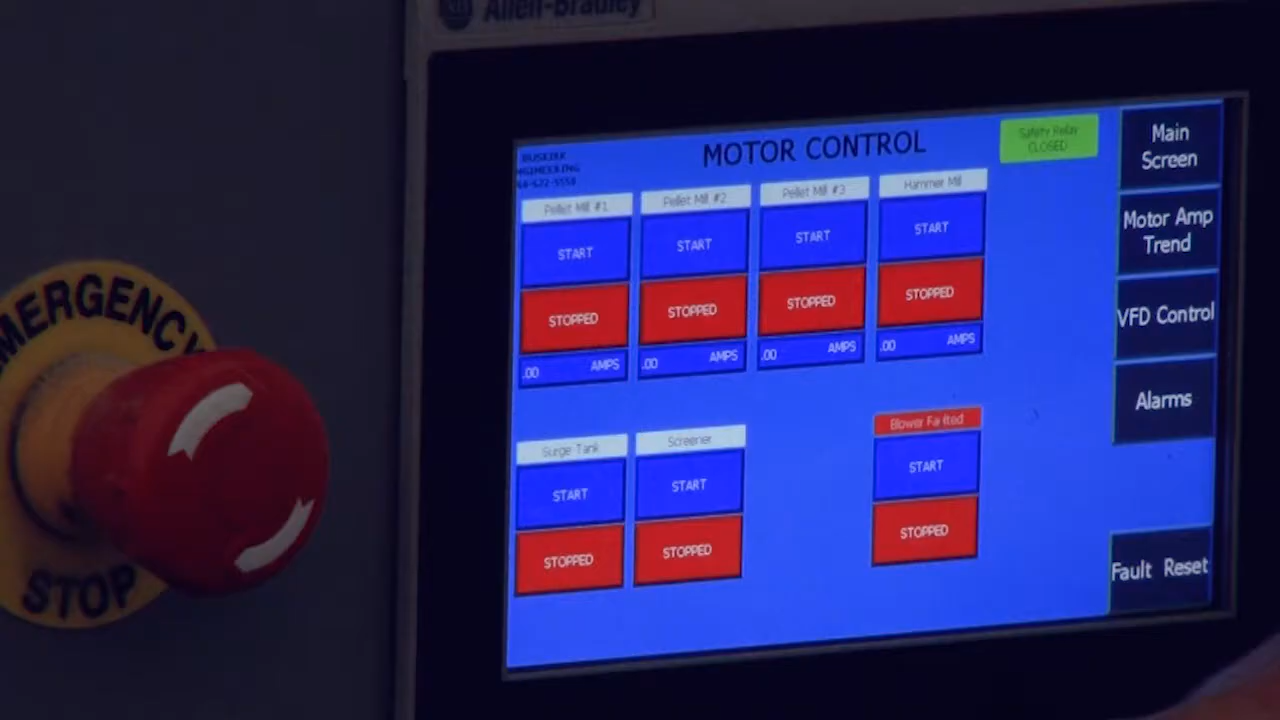 Allen-Bradley
MOTOR CONTROL
Safety Relay
CLOSED
Main
Screen
Motor Amp
Trend
VFD Control
Alarms
Fault Reset
BUSKIRK
Pellet Mill #1
START
STOPPED
.00 AMPS
Pellet Mill #2
START
STOPPED
.00 AMPS
Pellet Mill #3
START
STOPPED
.00 AMPS
Hammer Mill
START
STOPPED
.00 AMPS
Surge Tank
START
STOPPED
Screener
START
STOPPED
Blower Faulted
START
STOPPED
EMERGENCY
STOP